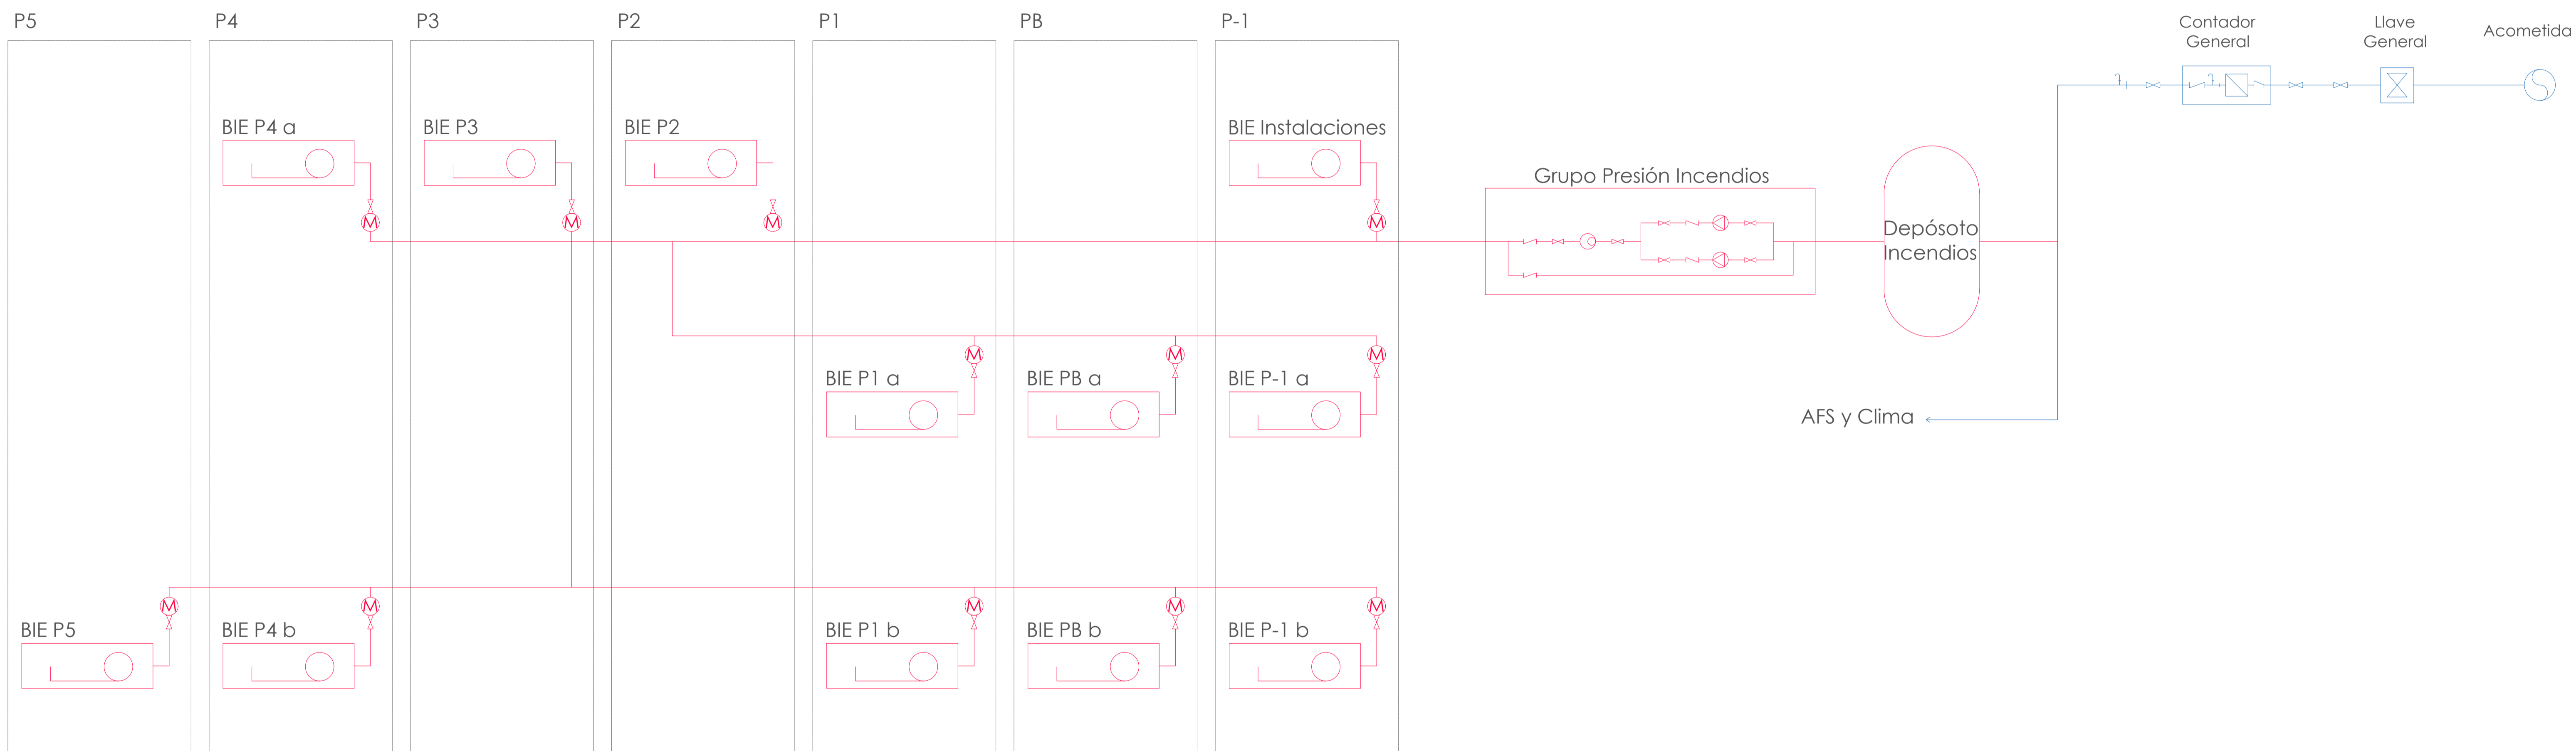 P5
P4
P3
P2
P1
PB
P-1
Contador
General
Llave
General
Acometida
BIE P4 a
BIE P3
BIE P2
BIE Instalaciones
M
M
M
M
Grupo Presión Incendios
Depósoto
Incendios
M
M
M
BIE P1 a
BIE PB a
BIE P-1 a
AFS y Clima
M
M
M
M
M
BIE P5
BIE P4 b
BIE P1 b
BIE PB b
BIE P-1 b